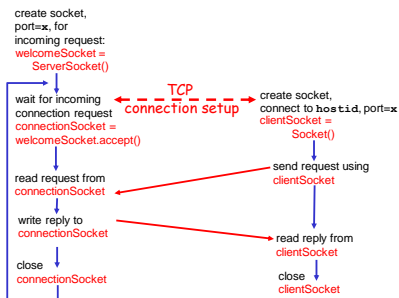 create socket,
port=x, for
incoming request:
welcomeSocket =
ServerSocket()
TCP
connection setup
wait for incoming
connection request
connectionSocket =
welcomeSocket.accept()
create socket,
connect to hostid, port=x
clientSocket =
Socket()
send request using
clientSocket
read request from
connectionSocket
write reply to
connectionSocket
read reply from
clientSocket
close
connectionSocket
close
clientSocket